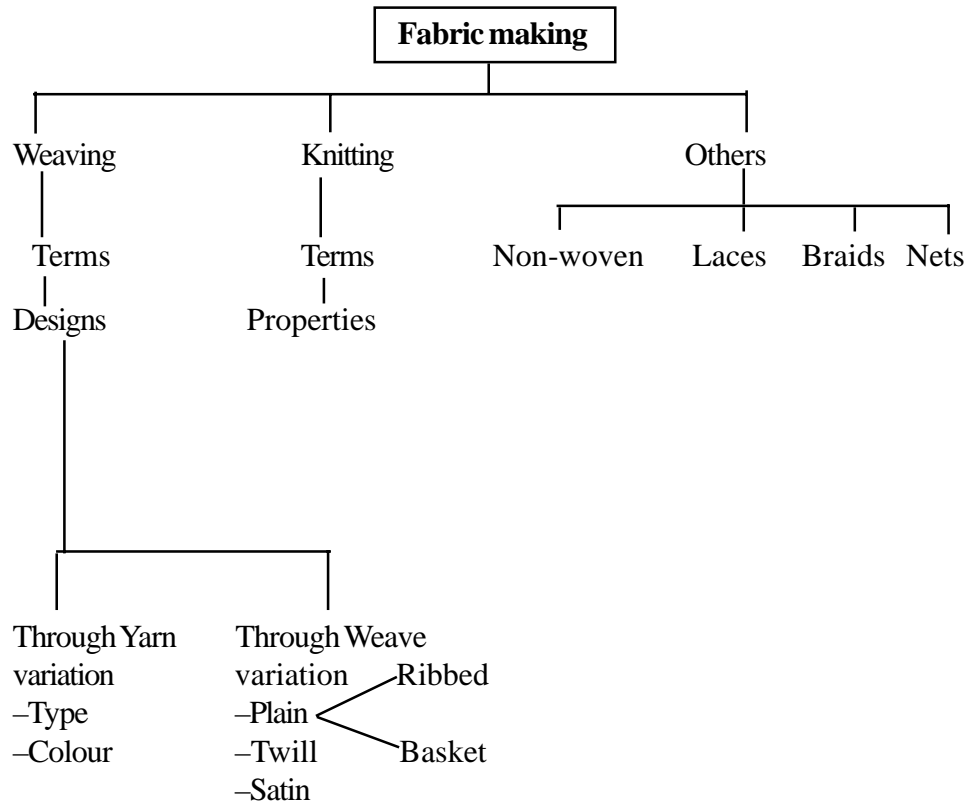 Fabric making
Weaving Knitting Others
Terms Terms Non-woven Laces Braids Nets
Designs Properties
Through Yarn Through Weave
variation variation Ribbed
–Type –Plain
–Colour –Twill Basket
–Satin